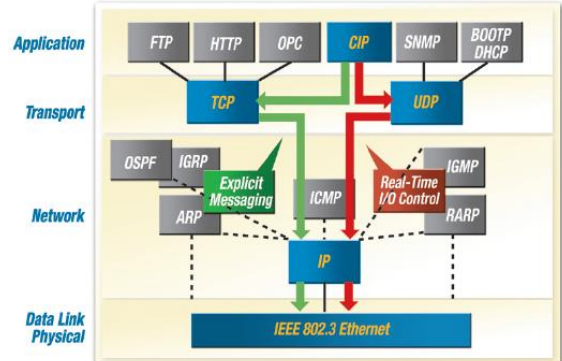 Application
FTP
HTTP
OPC
CIP
SNMP
BOOTP
DHCP
Transport
TCP
UDP
OSPF
IGRP
Explicit
Messaging
ICMP
Real-Time
I/O Control
IGMP
Network
ARP
RARP
IP
Data Link
Physical
IEEE 802.3 Ethernet